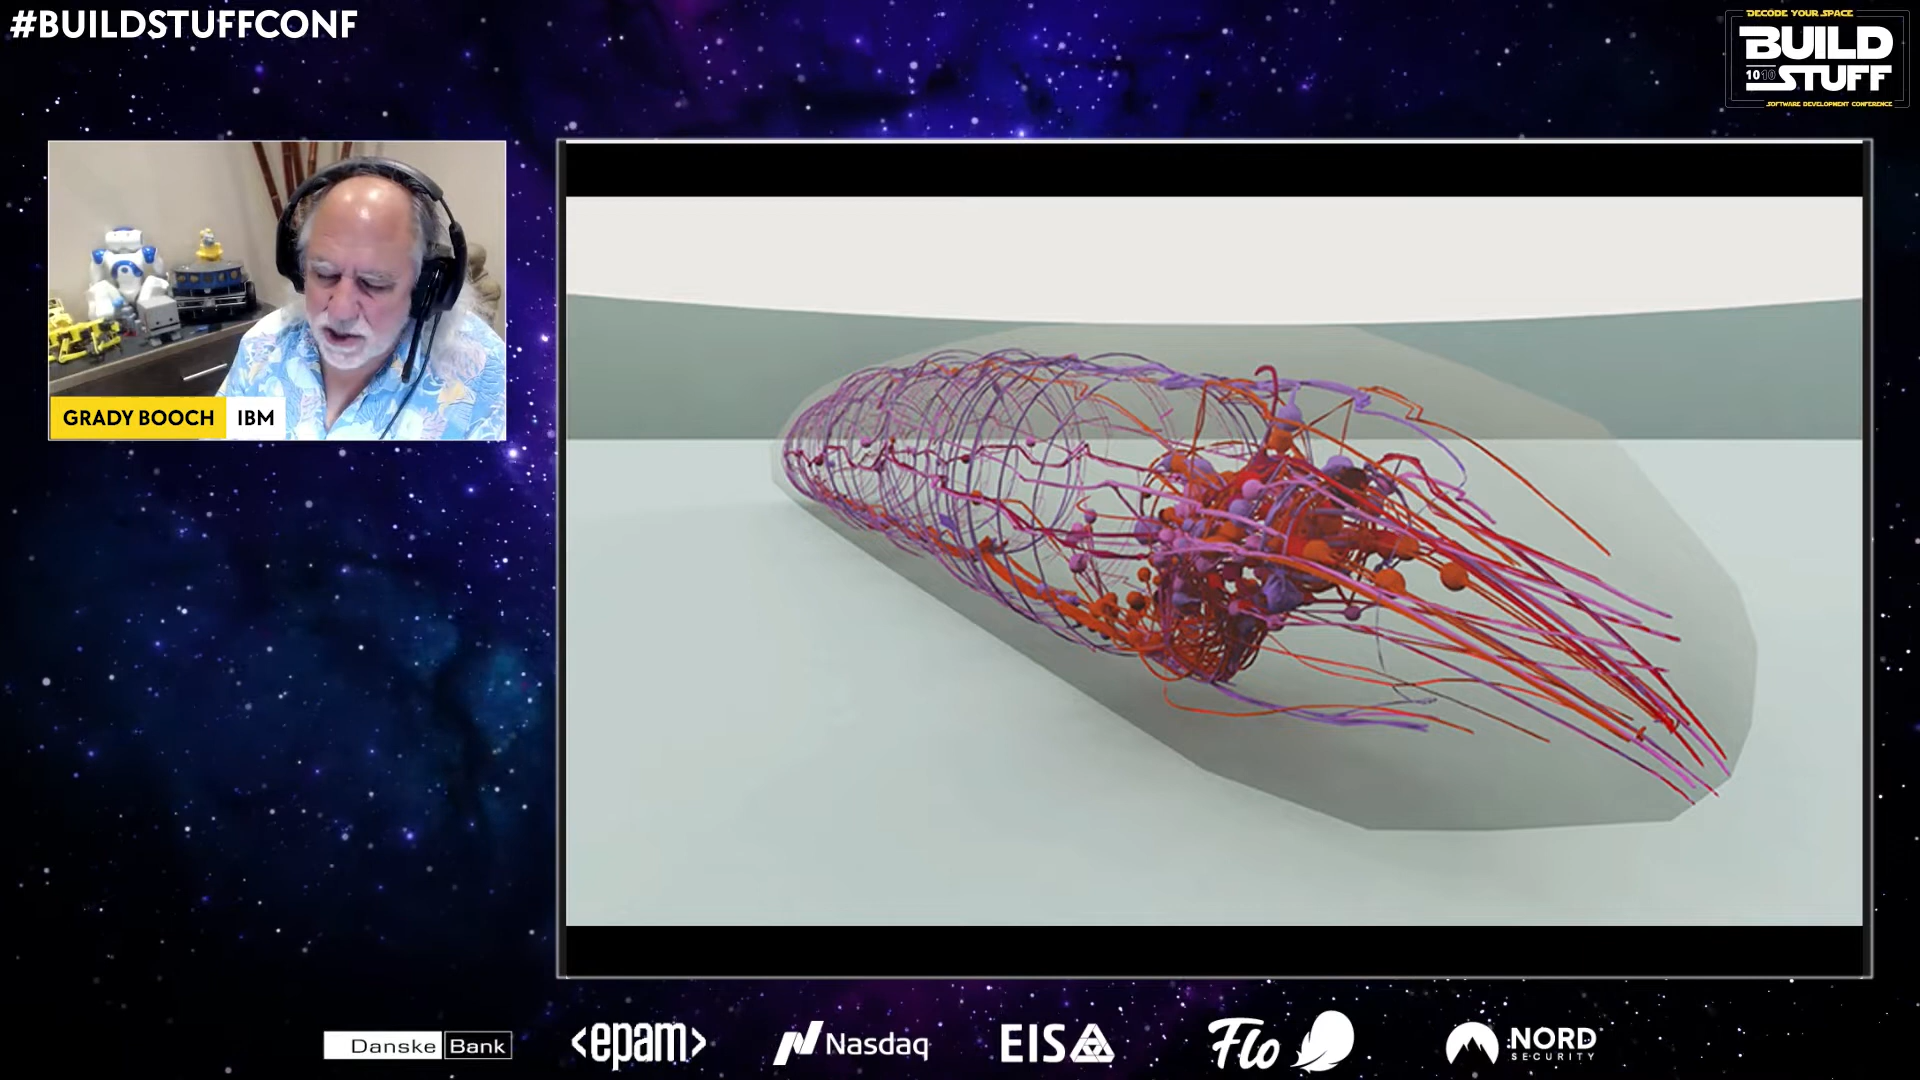 #BUILDSTUFFCONF
DECODE YOUR SPACE
BUILD
1010 STUFF
SOFTWARE DEVELOPMENT CONFERENCE
GRADY BOOCH IBM
Danske Bank
<epam>
Nasdaq
EIS
Flo
NORD
SECURITY